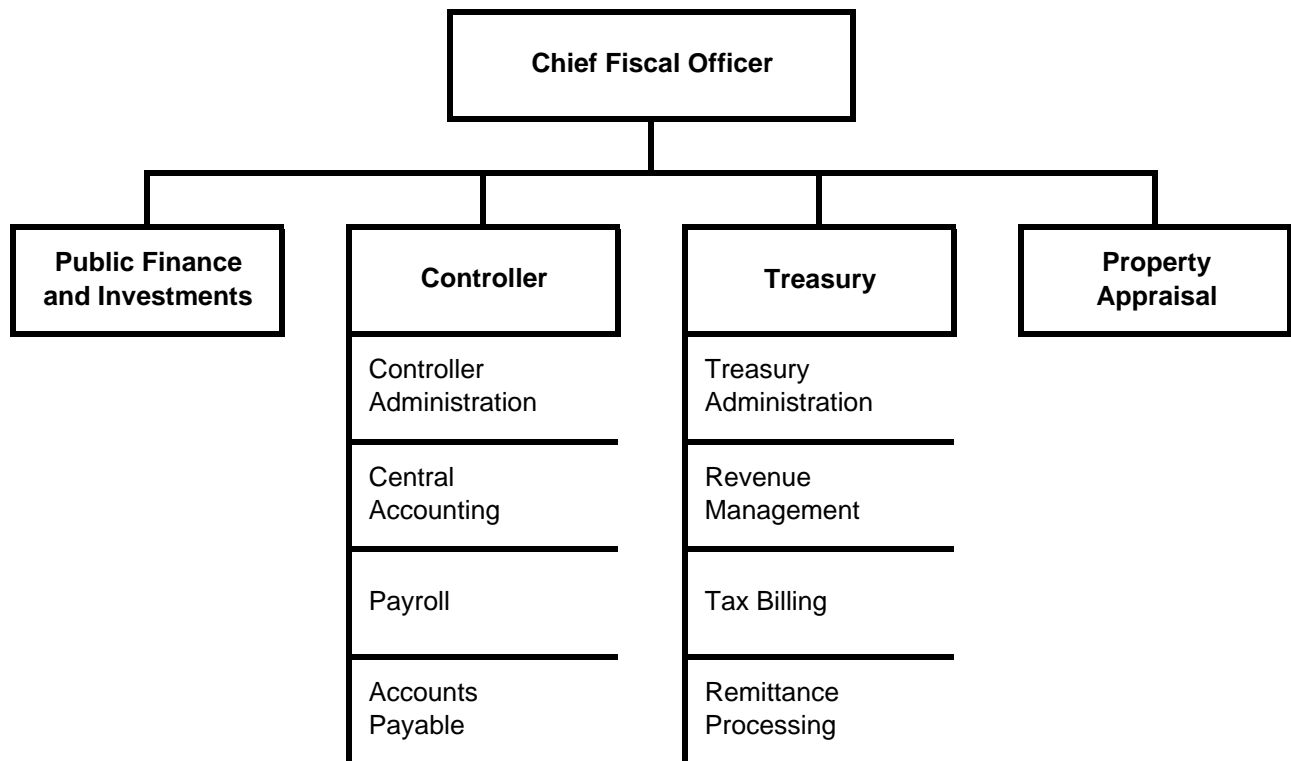 Chief Fiscal Officer
Public Finance
and Investments
Controller
Treasury
Property
Appraisal
Controller
Administration
Central
Accounting
Payroll
Accounts
Payable
Treasury
Administration
Revenue
Management
Tax Billing
Remittance
Processing